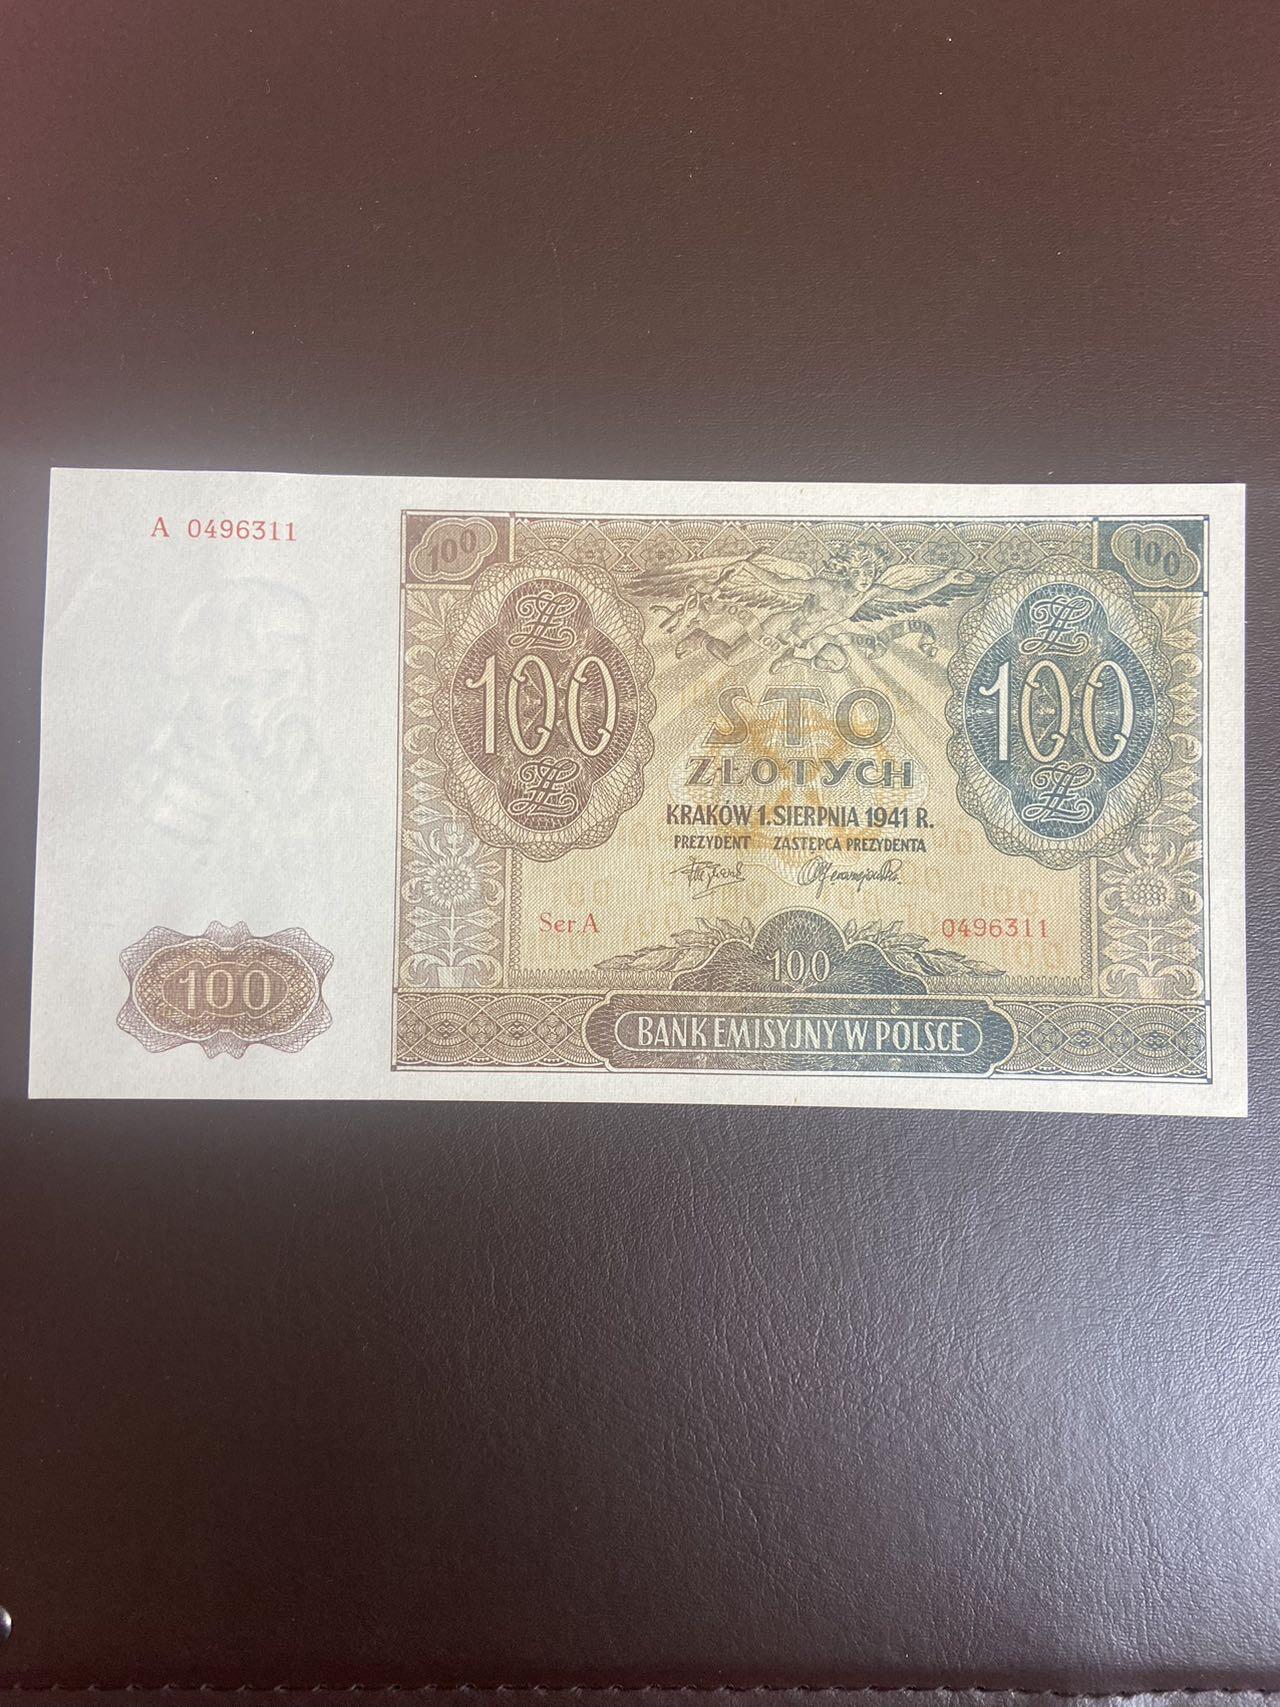 A 0496311
100
100
100
100
STO
ZŁOTYCH
KRAKÓW 1.SIERPNIA 1941 R.
PREZYDENT ZASTĘPCA PREZYDENTA
Ser.A
0496311
100
100
BANK EMISYJNY W POLSCE